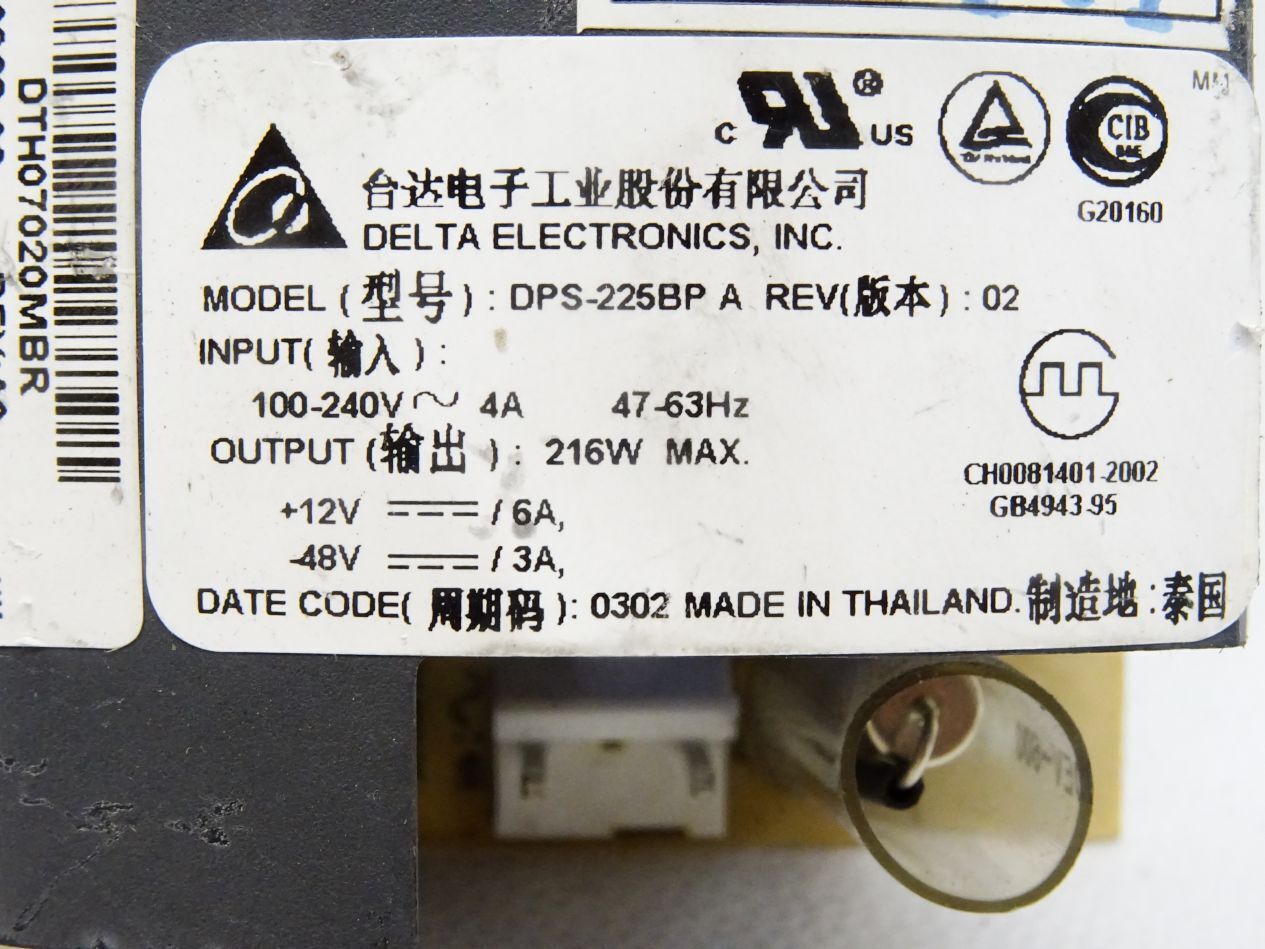 DTH07020MBR
MM1
C UL® US
CIB
G20160
台达电子工业股份有限公司
DELTA ELECTRONICS, INC.
MODEL (型号) : DPS-225BP A REV(版本) : 02
INPUT( 输入 ) :
100-240V～ 4A 47-63Hz
OUTPUT (输出 ) : 216W MAX.
CH0081401-2002
GB4943-95
+12V ⎓ / 6A,
-48V ⎓ / 3A,
DATE CODE( 周期码 ): 0302 MADE IN THAILAND. 制造地:泰国